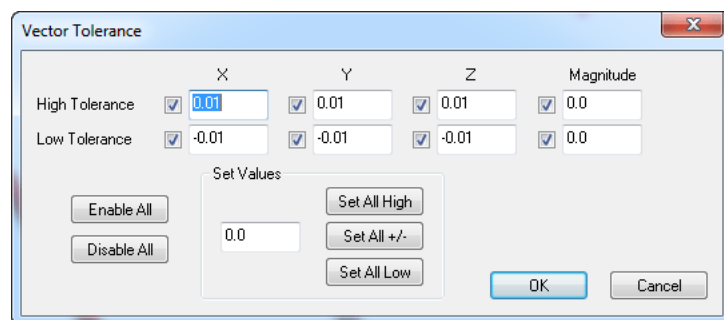 Vector Tolerance
X Y Z Magnitude
High Tolerance 0.01 0.01 0.01 0.0
Low Tolerance -0.01 -0.01 -0.01 0.0
Set Values
Enable All
Disable All
0.0
Set All High
Set All +/-
Set All Low
OK Cancel